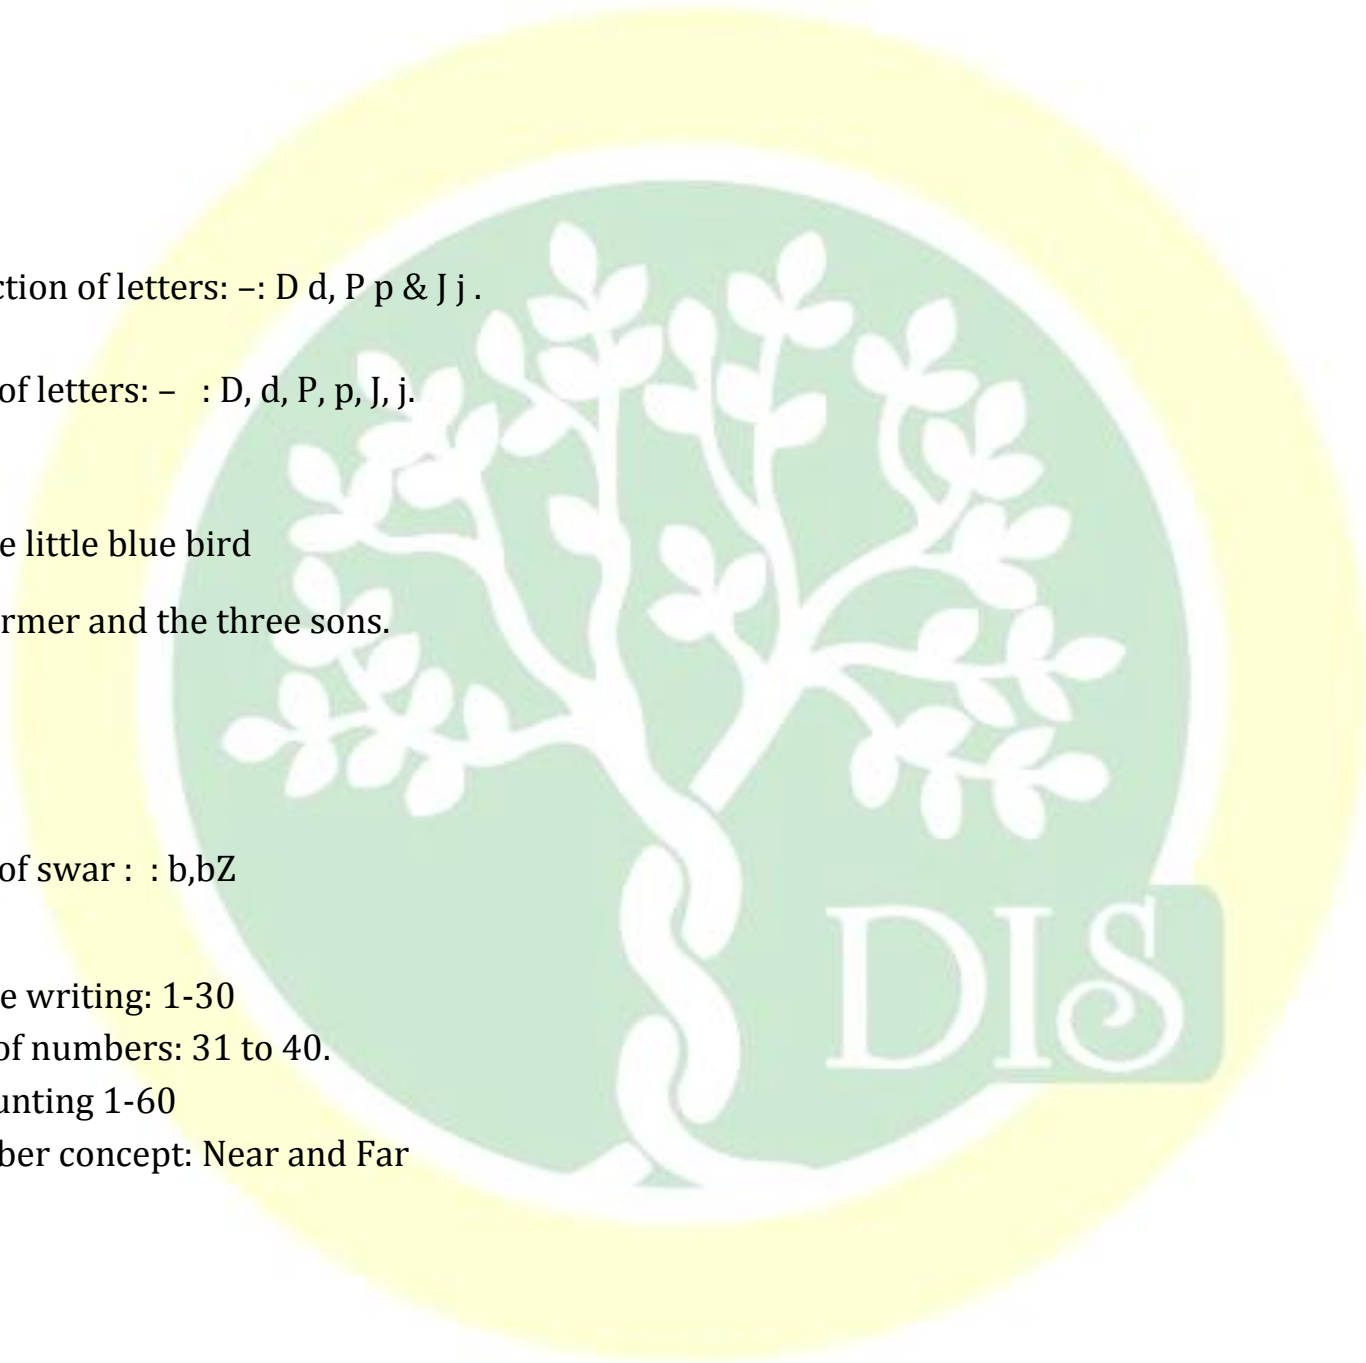 ction of letters: –: D d, P p & J j .
of letters: – : D, d, P, p, J, j.
e little blue bird
rmer and the three sons.
of swar : : b,bZ
e writing: 1-30
of numbers: 31 to 40.
unting 1-60
ber concept: Near and Far
DIS